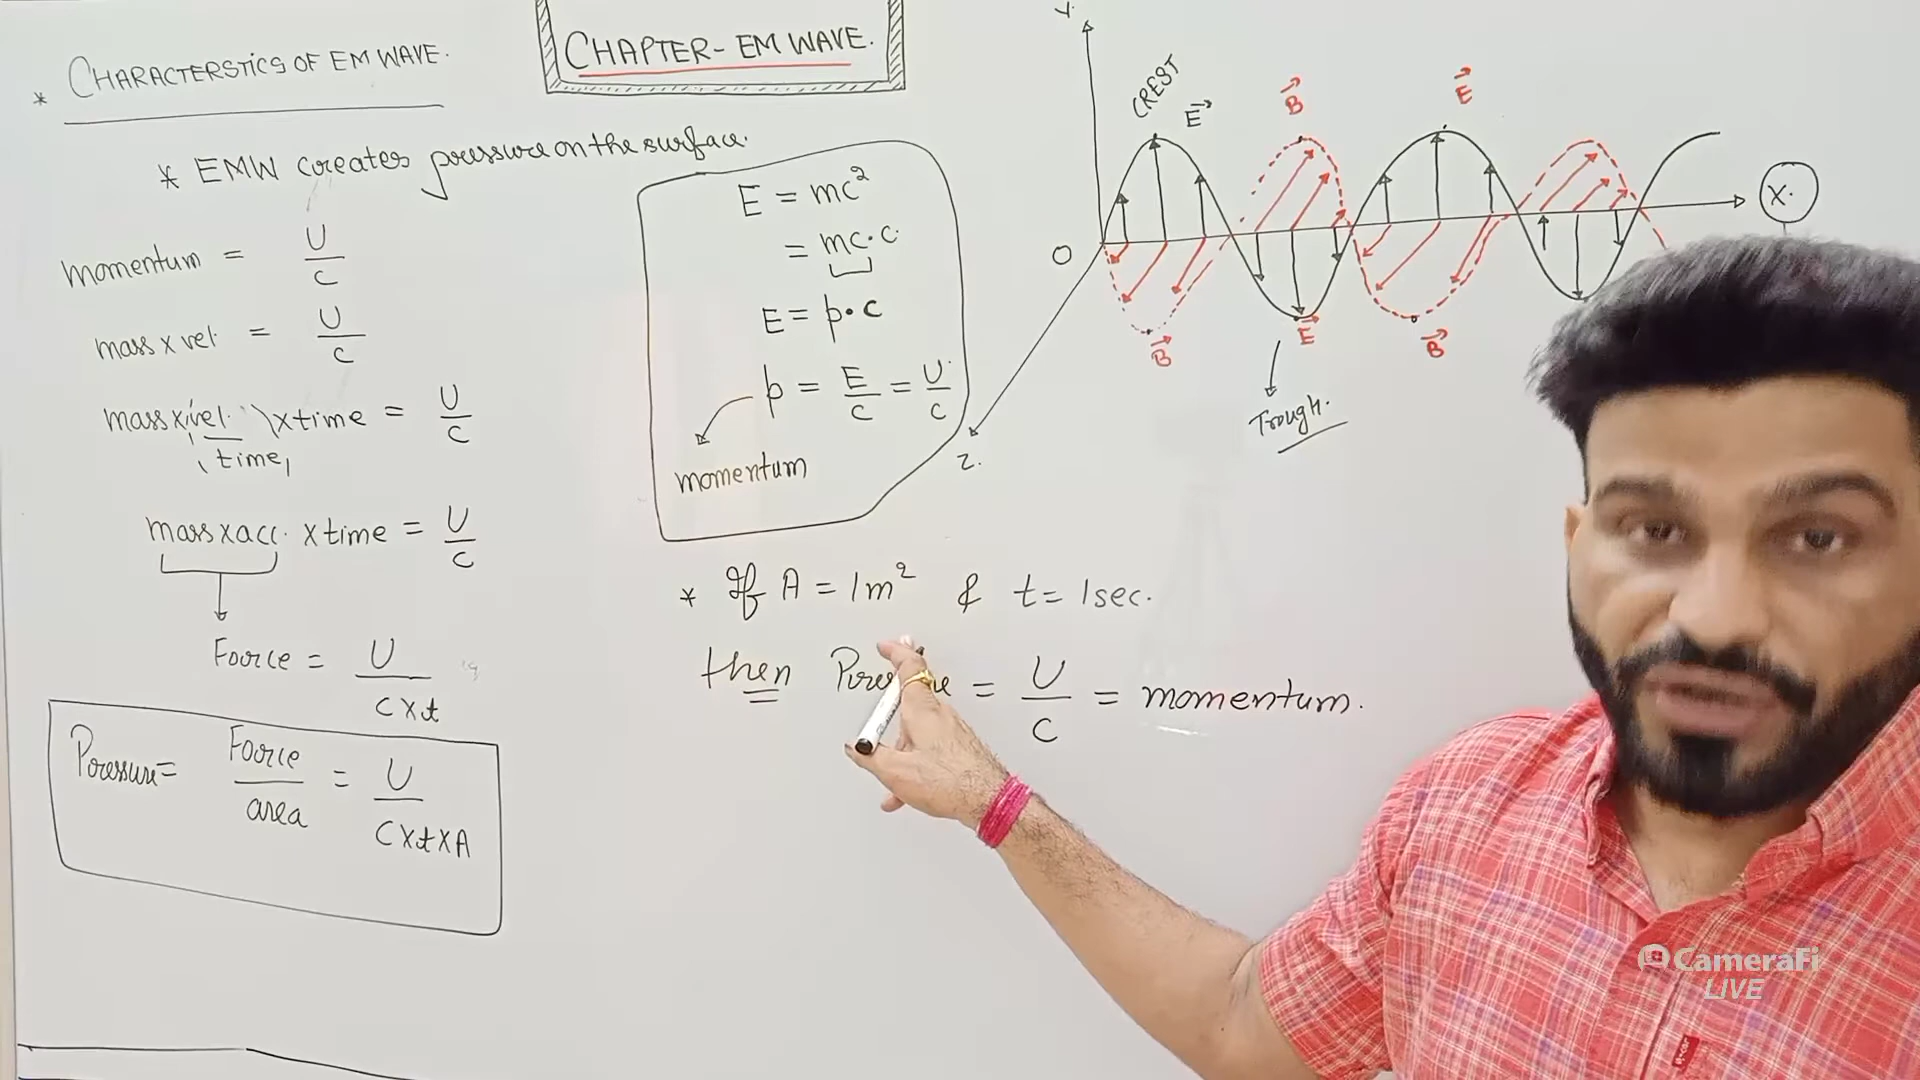 CHAPTER- EM WAVE.
* CHARACTERSTICS OF EM WAVE.
* EMW creates pressure on the surface.
momentum = U/C
mass x vel. = U/C
mass x (vel./time) x time = U/C
mass x acc. x time = U/C
Force = U/(C x t)
Pressure = Force/area = U/(C x t x A)
E = mc²
= mc·c
E = p·c
p = E/C = U/C
momentum
* If A = 1m² & t = 1sec.
then = U/C = momentum.
Y.
CREST
E→
B→
E→
X.
O
B→
E→
B→
Trough.
Z.
CameraFi
LIVE